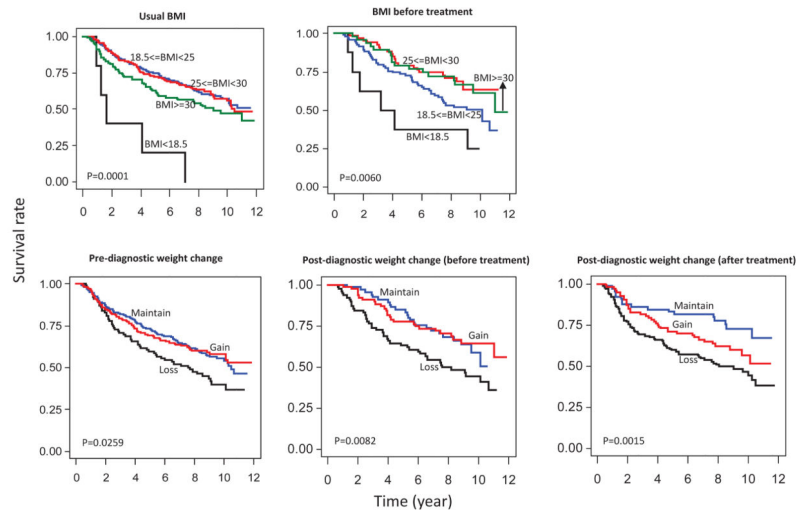 Usual BMI
BMI before treatment
1.00
0.75
0.50
0.25
0.00
18.5<=BMI<25
25<=BMI<30
BMI>=30
BMI<18.5
P=0.0001
0 2 4 6 8 10 12
1.00
0.75
0.50
0.25
0.00
25<=BMI<30
BMI>=30
18.5<=BMI<25
BMI<18.5
P=0.0060
0 2 4 6 8 10 12
Survival rate
Pre-diagnostic weight change
Post-diagnostic weight change (before treatment)
Post-diagnostic weight change (after treatment)
1.00
0.75
0.50
0.25
0.00
Maintain
Gain
Loss
P=0.0259
0 2 4 6 8 10 12
1.00
0.75
0.50
0.25
0.00
Maintain
Gain
Loss
P=0.0082
0 2 4 6 8 10 12
1.00
0.75
0.50
0.25
0.00
Maintain
Gain
Loss
P=0.0015
0 2 4 6 8 10 12
Time (year)